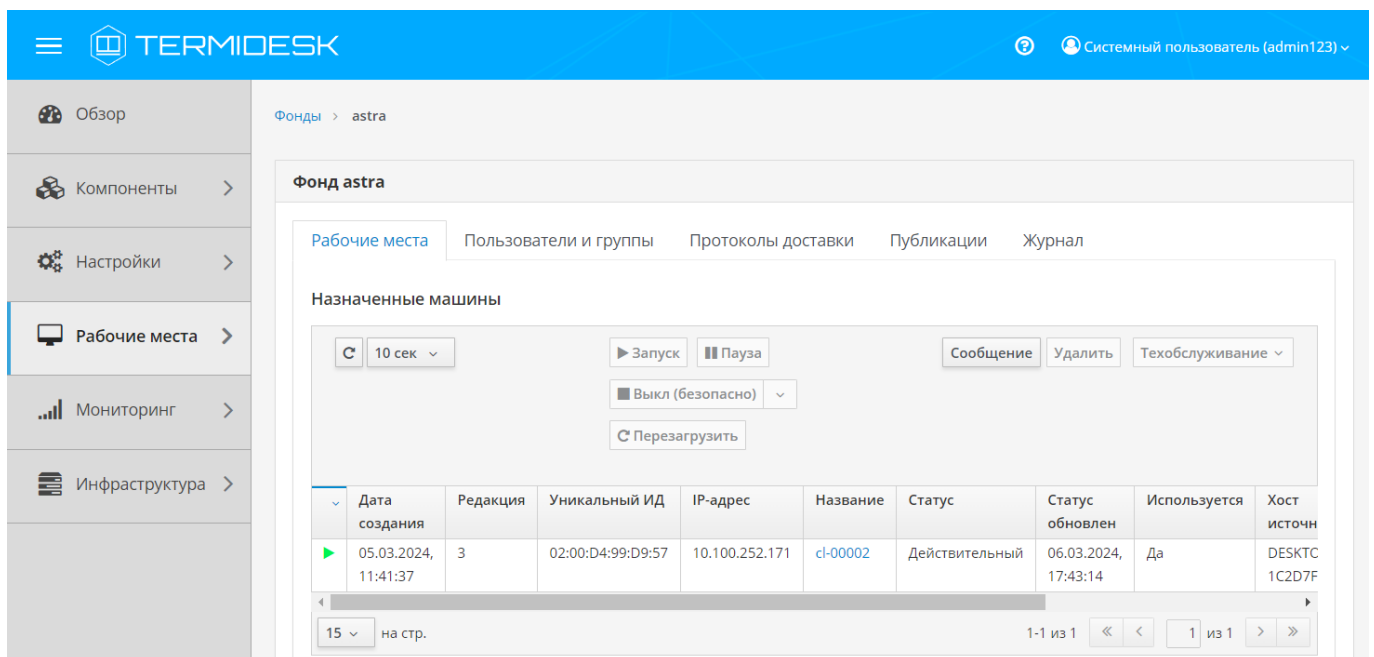 TERMIDESK
Системный пользователь (admin123)
Обзор
Компоненты
Настройки
Рабочие места
Мониторинг
Инфраструктура
Фонды > astra
Фонд astra
Рабочие места Пользователи и группы Протоколы доставки Публикации Журнал
Назначенные машины
10 сек Запуск Пауза Сообщение Удалить Техобслуживание
Выкл (безопасно)
Перезагрузить
Дата создания Редакция Уникальный ИД IP-адрес Название Статус Статус обновлен Используется Хост источн
05.03.2024, 11:41:37 3 02:00:D4:99:D9:57 10.100.252.171 cl-00002 Действительный 06.03.2024, 17:43:14 Да DESKTO 1C2D7F
15 на стр. 1-1 из 1 « < 1 из 1 > »